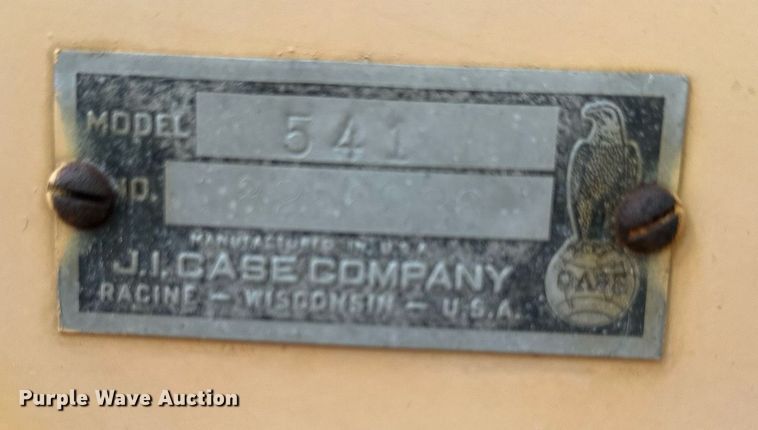 MODEL 541
NO.
MANUFACTURED IN U.S.A.
J.I. CASE COMPANY
RACINE - WISCONSIN - U.S.A.
CASE
Purple Wave Auction